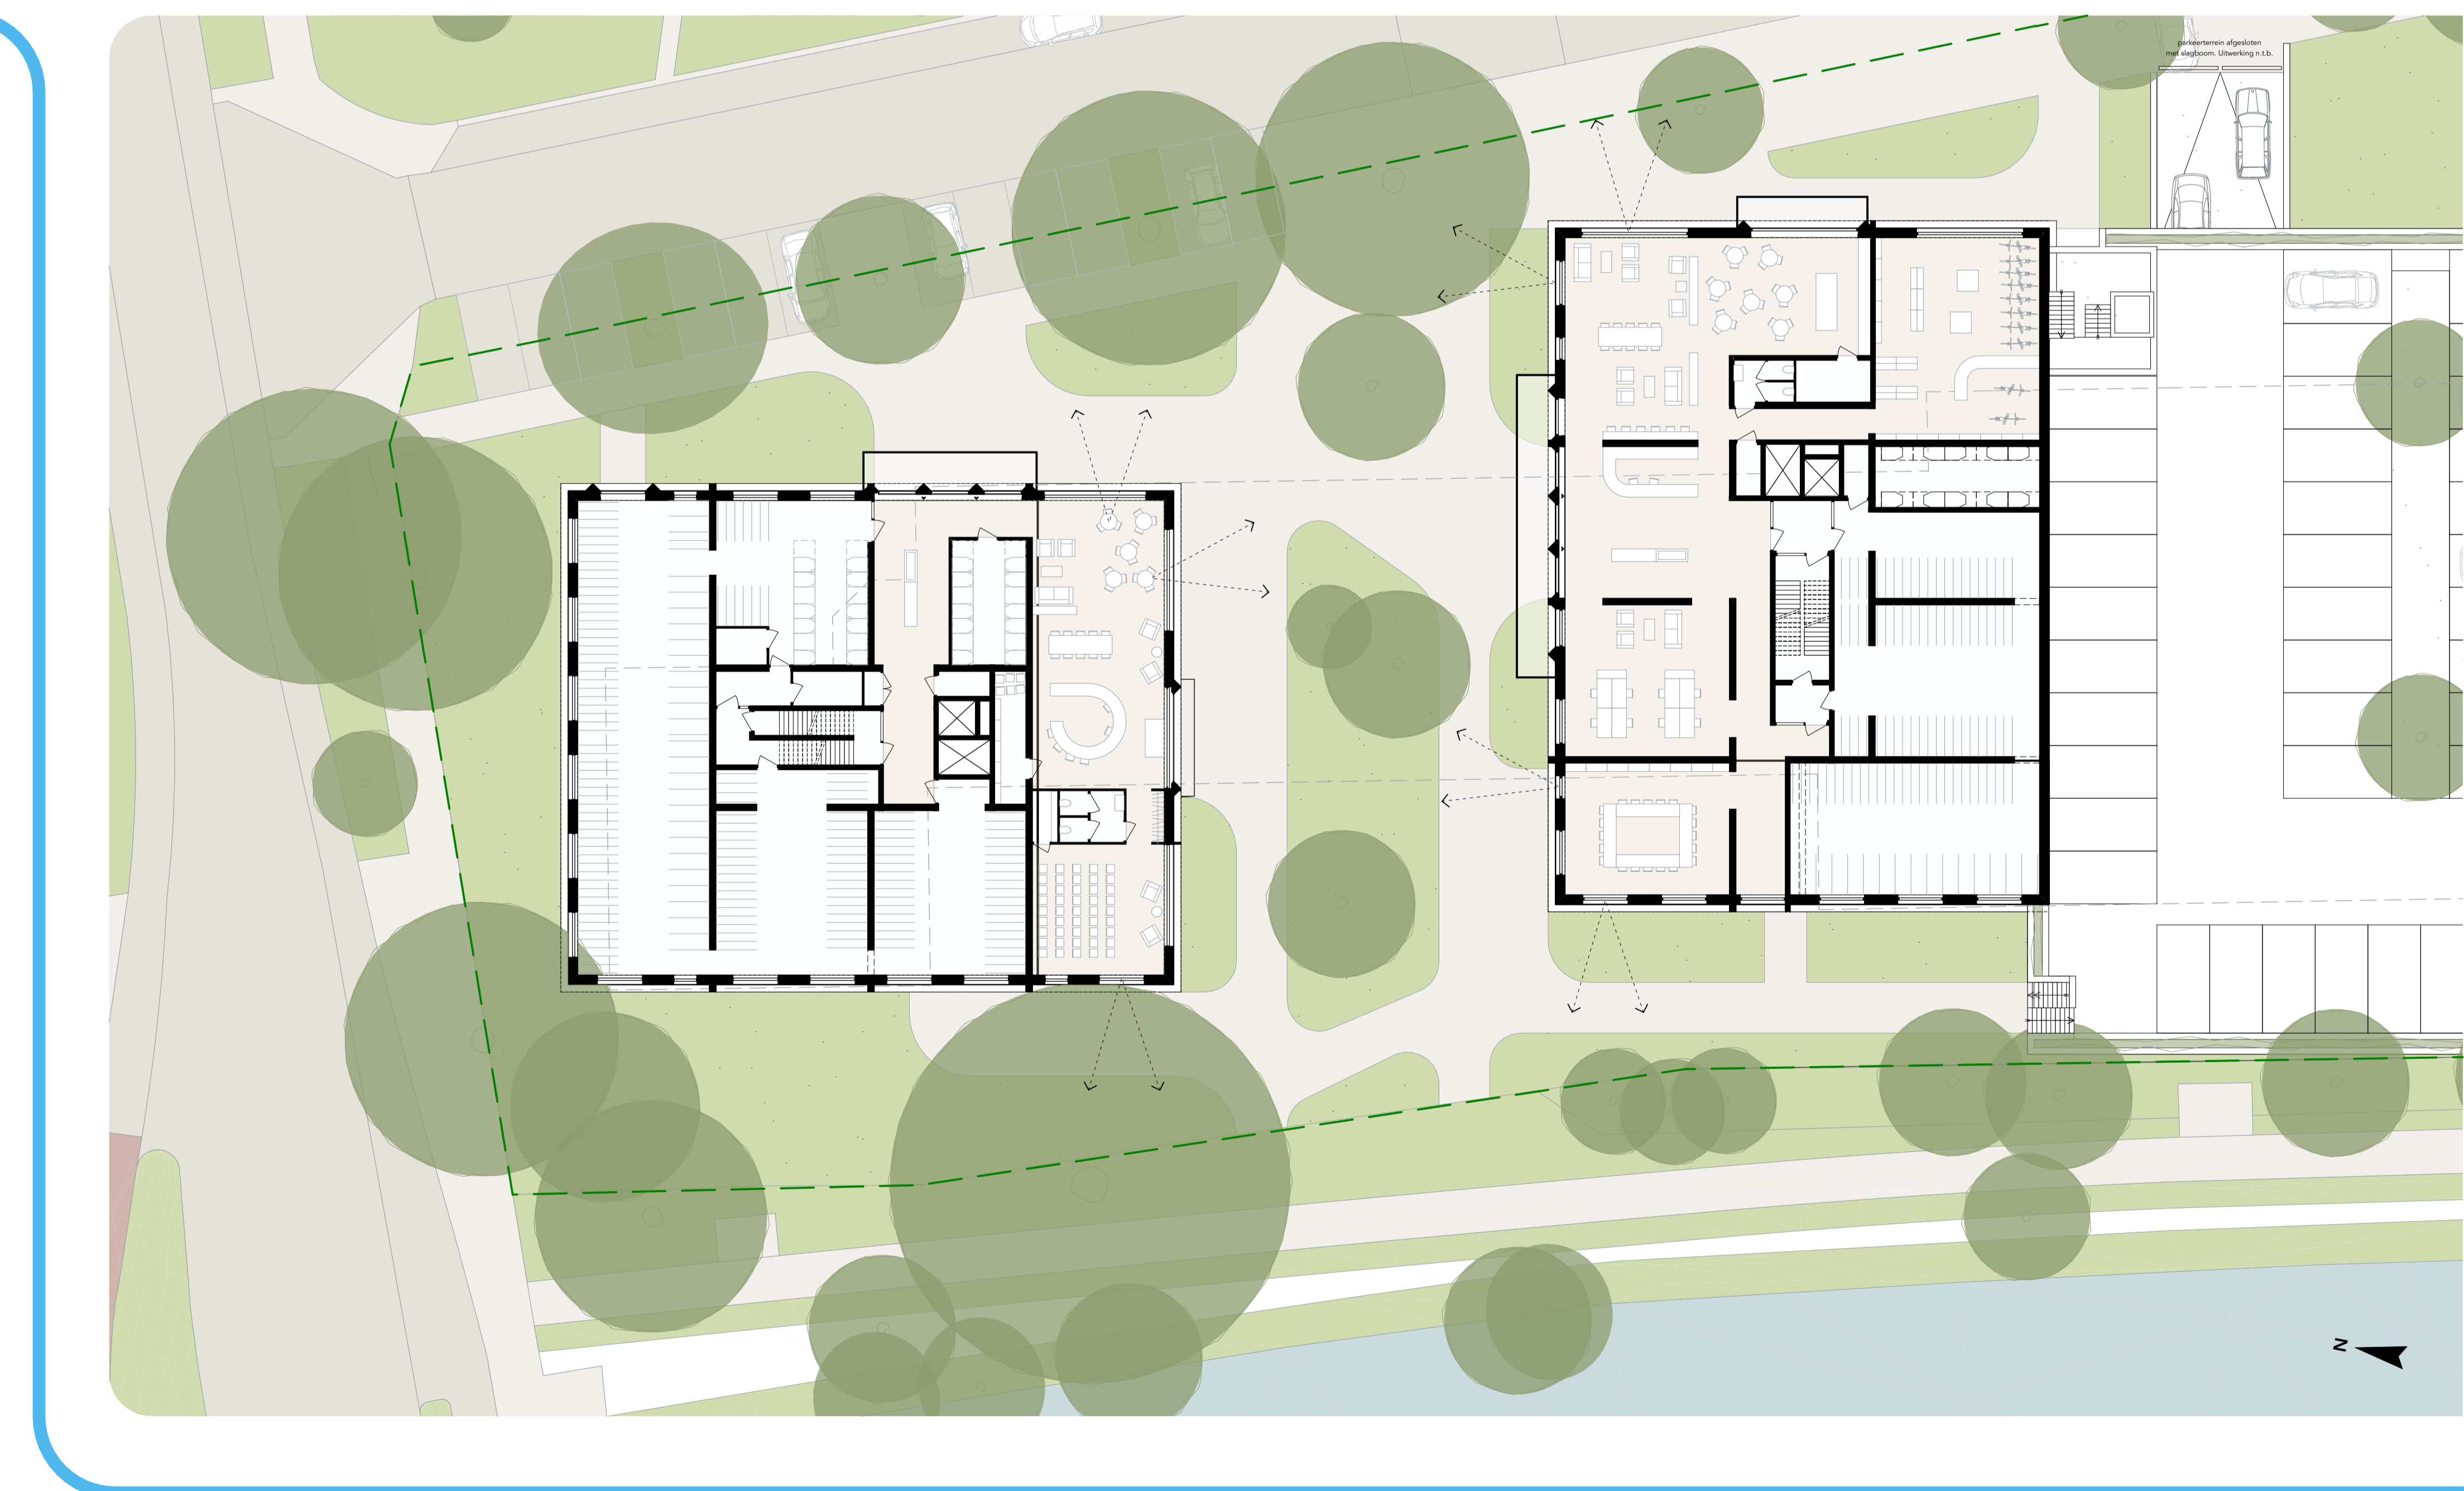 parkeerterrein afgesloten
met slagboom. Uitwerking n.t.b.
N